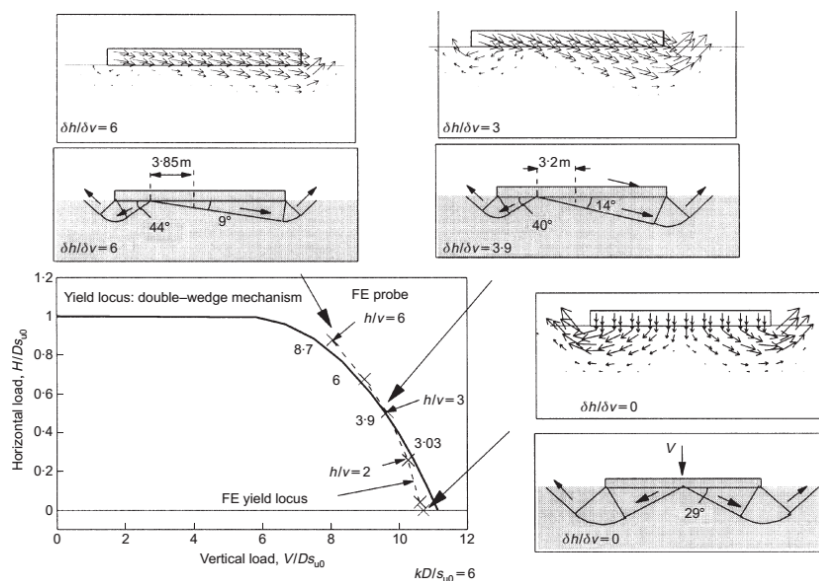 δh/δv = 6
δh/δv = 3
3·85 m
44°
9°
δh/δv = 6
3·2 m
40°
14°
δh/δv = 3·9
1·2
1
0·8
0·6
0·4
0·2
0
Horizontal load, H/Ds_u0
Yield locus: double–wedge mechanism
FE probe
h/v = 6
8·7
6
h/v = 3
3·9
3·03
h/v = 2
FE yield locus
0 2 4 6 8 10 12
Vertical load, V/Ds_u0
kD/s_u0 = 6
δh/δv = 0
V
29°
δh/δv = 0